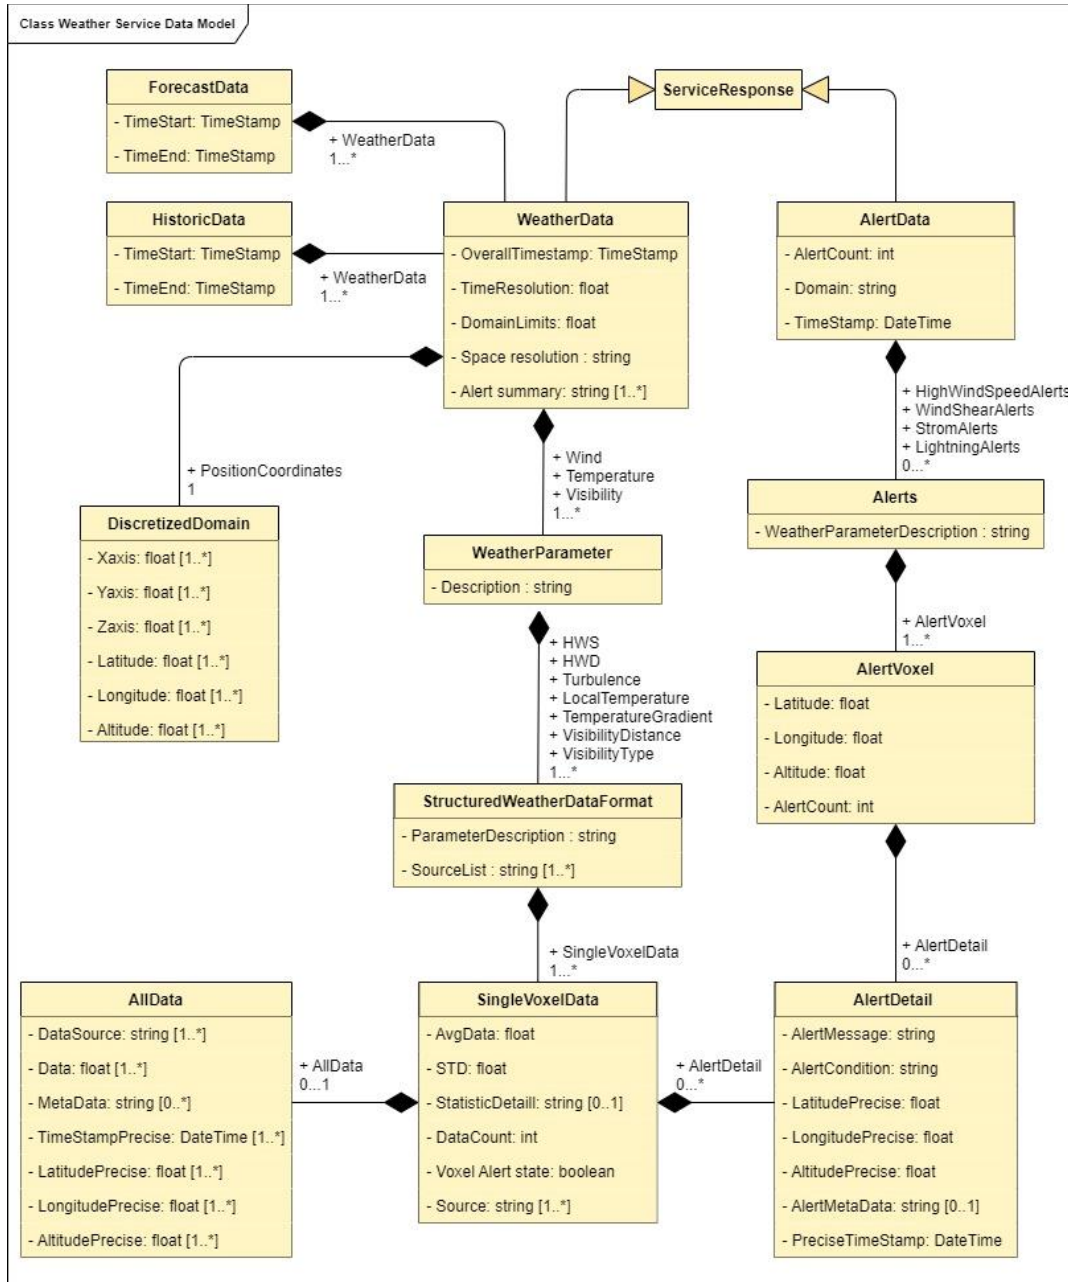 Class Weather Service Data Model
ForecastData
- TimeStart: TimeStamp
- TimeEnd: TimeStamp
+ WeatherData
1...*
ServiceResponse
HistoricData
- TimeStart: TimeStamp
- TimeEnd: TimeStamp
+ WeatherData
1...*
WeatherData
- OverallTimestamp: TimeStamp
- TimeResolution: float
- DomainLimits: float
- Space resolution : string
- Alert summary: string [1..*]
AlertData
- AlertCount: int
- Domain: string
- TimeStamp: DateTime
+ HighWindSpeedAlerts
+ WindShearAlerts
+ StromAlerts
+ LightningAlerts
0...*
+ PositionCoordinates
1
+ Wind
+ Temperature
+ Visibility
1...*
Alerts
- WeatherParameterDescription : string
DiscretizedDomain
- Xaxis: float [1..*]
- Yaxis: float [1..*]
- Zaxis: float [1..*]
- Latitude: float [1..*]
- Longitude: float [1..*]
- Altitude: float [1..*]
WeatherParameter
- Description : string
+ AlertVoxel
1...*
+ HWS
+ HWD
+ Turbulence
+ LocalTemperature
+ TemperatureGradient
+ VisibilityDistance
+ VisibilityType
1...*
AlertVoxel
- Latitude: float
- Longitude: float
- Altitude: float
- AlertCount: int
StructuredWeatherDataFormat
- ParameterDescription : string
- SourceList : string [1..*]
+ SingleVoxelData
1...*
+ AlertDetail
0...*
AllData
- DataSource: string [1..*]
- Data: float [1..*]
- MetaData: string [0..*]
- TimeStampPrecise: DateTime [1..*]
- LatitudePrecise: float [1..*]
- LongitudePrecise: float [1..*]
- AltitudePrecise: float [1..*]
+ AllData
0...1
SingleVoxelData
- AvgData: float
- STD: float
- StatisticDetaill: string [0..1]
- DataCount: int
- Voxel Alert state: boolean
- Source: string [1..*]
+ AlertDetail
0...*
AlertDetail
- AlertMessage: string
- AlertCondition: string
- LatitudePrecise: float
- LongitudePrecise: float
- AltitudePrecise: float
- AlertMetaData: string [0..1]
- PreciseTimeStamp: DateTime